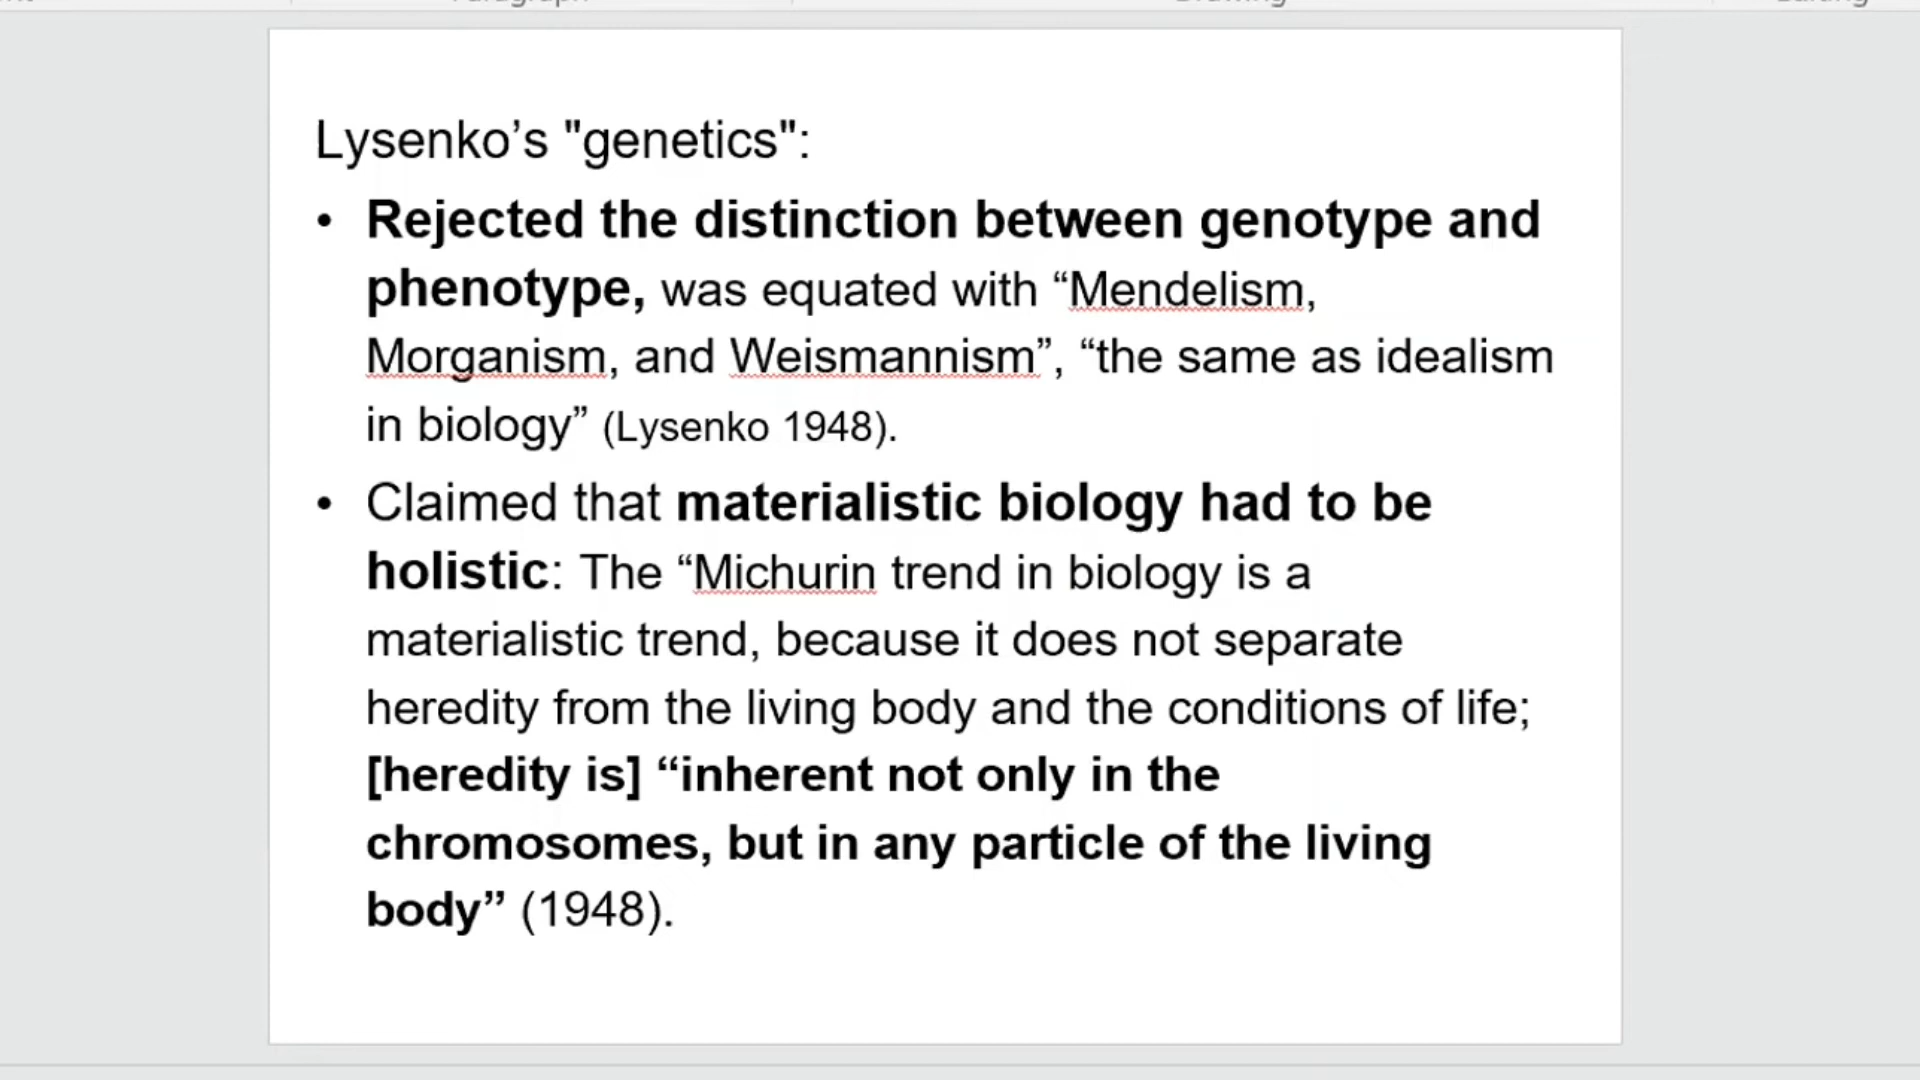 Lysenko’s "genetics":
• Rejected the distinction between genotype and
phenotype, was equated with “Mendelism,
Morganism, and Weismannism”, “the same as idealism
in biology” (Lysenko 1948).
• Claimed that materialistic biology had to be
holistic: The “Michurin trend in biology is a
materialistic trend, because it does not separate
heredity from the living body and the conditions of life;
[heredity is] “inherent not only in the
chromosomes, but in any particle of the living
body” (1948).